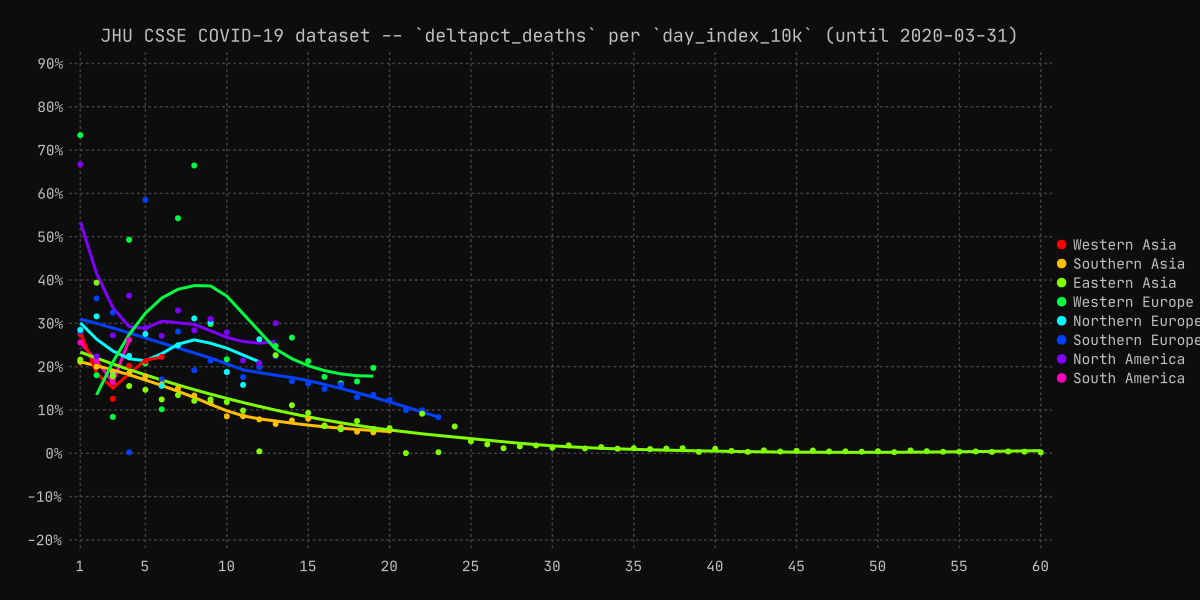 JHU CSSE COVID-19 dataset -- `deltapct_deaths` per `day_index_10k` (until 2020-03-31)
90%
80%
70%
60%
50%
40%
30%
20%
10%
0%
-10%
-20%
1 5 10 15 20 25 30 35 40 45 50 55 60
Western Asia
Southern Asia
Eastern Asia
Western Europe
Northern Europe
Southern Europe
North America
South America